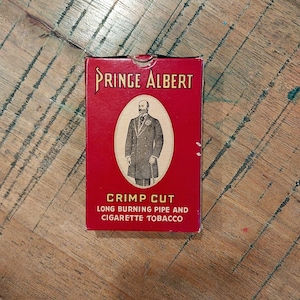 PRINCE ALBERT
CRIMP CUT
LONG BURNING PIPE AND
CIGARETTE TOBACCO